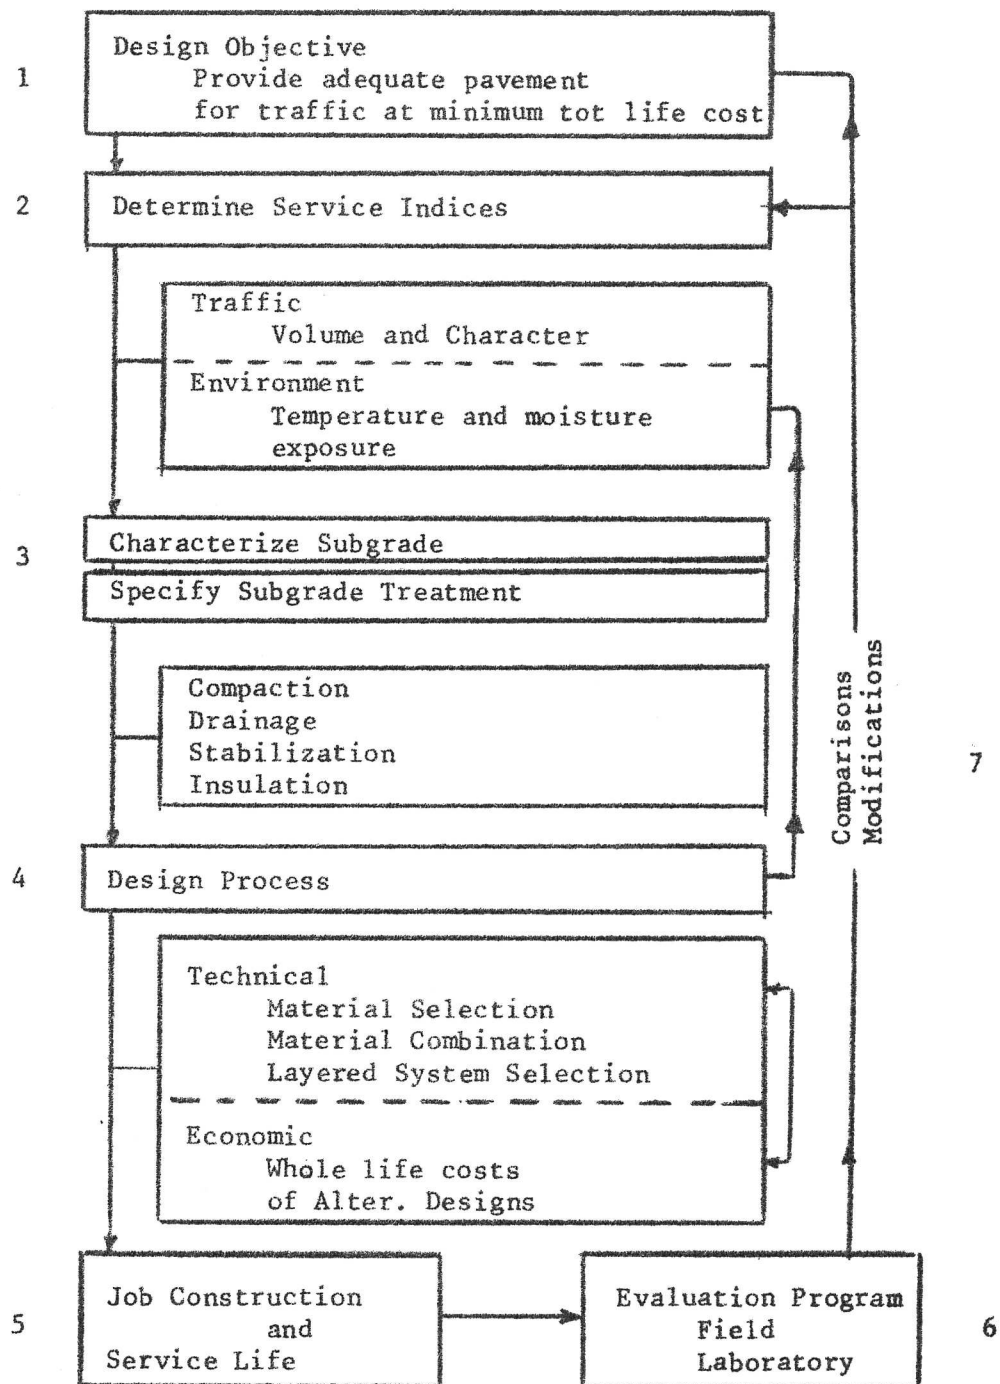 1
Design Objective
Provide adequate pavement
for traffic at minimum tot life cost
2
Determine Service Indices
Traffic
Volume and Character
Environment
Temperature and moisture
exposure
3
Characterize Subgrade
Specify Subgrade Treatment
Compaction
Drainage
Stabilization
Insulation
Comparisons
Modifications
7
4
Design Process
Technical
Material Selection
Material Combination
Layered System Selection
Economic
Whole life costs
of Alter. Designs
5
Job Construction
and
Service Life
Evaluation Program
Field
Laboratory
6